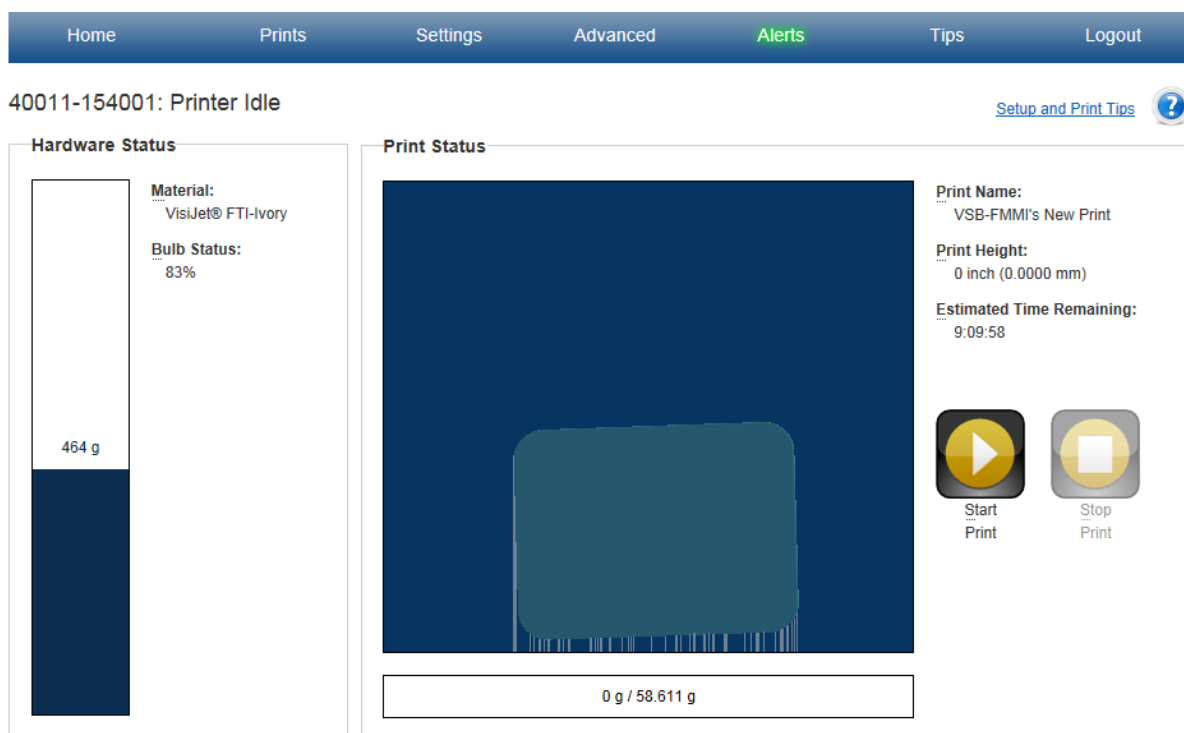 Home Prints Settings Advanced Alerts Tips Logout
40011-154001: Printer Idle
Setup and Print Tips ?
Hardware Status
Material:
VisiJet® FTI-Ivory
Bulb Status:
83%
464 g
Print Status
Print Name:
VSB-FMMI's New Print
Print Height:
0 inch (0.0000 mm)
Estimated Time Remaining:
9:09:58
Start
Print
Stop
Print
0 g / 58.611 g